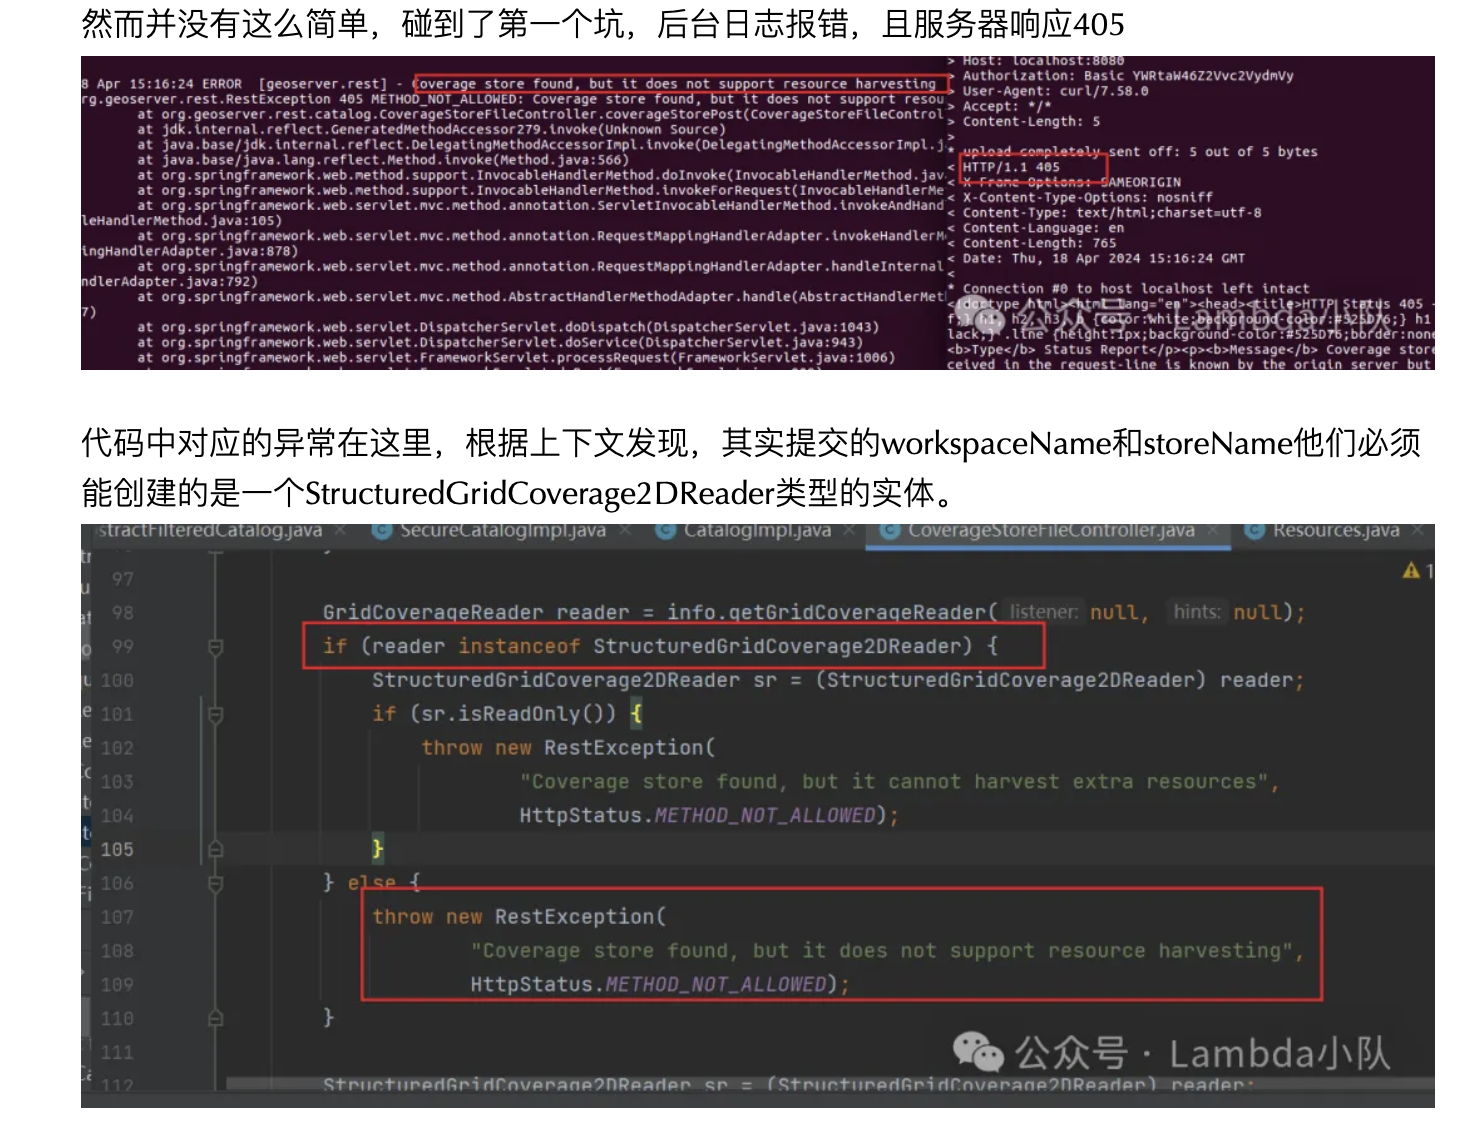 然而并没有这么简单，碰到了第一个坑，后台日志报错，且服务器响应405
8 Apr 15:16:24 ERROR  [geoserver.rest] - Coverage store found, but it does not support resource harvesting
rg.geoserver.rest.RestException 405 METHOD_NOT_ALLOWED: Coverage store found, but it does not support resou
at org.geoserver.rest.catalog.CoverageStoreFileController.coverageStorePost(CoverageStoreFileControl
at jdk.internal.reflect.GeneratedMethodAccessor279.invoke(Unknown Source)
at java.base/jdk.internal.reflect.DelegatingMethodAccessorImpl.invoke(DelegatingMethodAccessorImpl.j
at java.base/java.lang.reflect.Method.invoke(Method.java:566)
at org.springframework.web.method.support.InvocableHandlerMethod.doInvoke(InvocableHandlerMethod.jav
at org.springframework.web.method.support.InvocableHandlerMethod.invokeForRequest(InvocableHandlerMe
at org.springframework.web.servlet.mvc.method.annotation.ServletInvocableHandlerMethod.invokeAndHand
leHandlerMethod.java:105)
at org.springframework.web.servlet.mvc.method.annotation.RequestMappingHandlerAdapter.invokeHandlerM
ingHandlerAdapter.java:878)
at org.springframework.web.servlet.mvc.method.annotation.RequestMappingHandlerAdapter.handleInternal
ndlerAdapter.java:792)
at org.springframework.web.servlet.mvc.method.AbstractHandlerMethodAdapter.handle(AbstractHandlerMet
7)
at org.springframework.web.servlet.DispatcherServlet.doDispatch(DispatcherServlet.java:1043)
at org.springframework.web.servlet.DispatcherServlet.doService(DispatcherServlet.java:943)
at org.springframework.web.servlet.FrameworkServlet.processRequest(FrameworkServlet.java:1006)
> Host: localhost:8080
> Authorization: Basic YWRtaW46Z2Vvc2VydmVy
> User-Agent: curl/7.58.0
> Accept: */*
> Content-Length: 5
>
* upload completely sent off: 5 out of 5 bytes
< HTTP/1.1 405
< X-Frame-Options: SAMEORIGIN
< X-Content-Type-Options: nosniff
< Content-Type: text/html;charset=utf-8
< Content-Language: en
< Content-Length: 765
< Date: Thu, 18 Apr 2024 15:16:24 GMT
<
* Connection #0 to host localhost left intact
<!doctype html><html lang="en"><head><title>HTTP Status 405 -
f;} h1, h2, h3, b {color:white;background-color:#525D76;} h1
lack;} .line {height:1px;background-color:#525D76;border:none
<b>Type</b> Status Report</p><p><b>Message</b> Coverage store
ceived in the request-line is known by the origin server but
公众号 · Lambda小队
代码中对应的异常在这里，根据上下文发现，其实提交的workspaceName和storeName他们必须
能创建的是一个StructuredGridCoverage2DReader类型的实体。
stractFilteredCatalog.java × SecureCatalogImpl.java × CatalogImpl.java × CoverageStoreFileController.java × Resources.java ×
97
98 GridCoverageReader reader = info.getGridCoverageReader( listener: null, hints: null);
99 if (reader instanceof StructuredGridCoverage2DReader) {
100 StructuredGridCoverage2DReader sr = (StructuredGridCoverage2DReader) reader;
101 if (sr.isReadOnly()) {
102 throw new RestException(
103 "Coverage store found, but it cannot harvest extra resources",
104 HttpStatus.METHOD_NOT_ALLOWED);
105 }
106 } else {
107 throw new RestException(
108 "Coverage store found, but it does not support resource harvesting",
109 HttpStatus.METHOD_NOT_ALLOWED);
110 }
111
112 StructuredGridCoverage2DReader sr = (StructuredGridCoverage2DReader) reader;
公众号 · Lambda小队